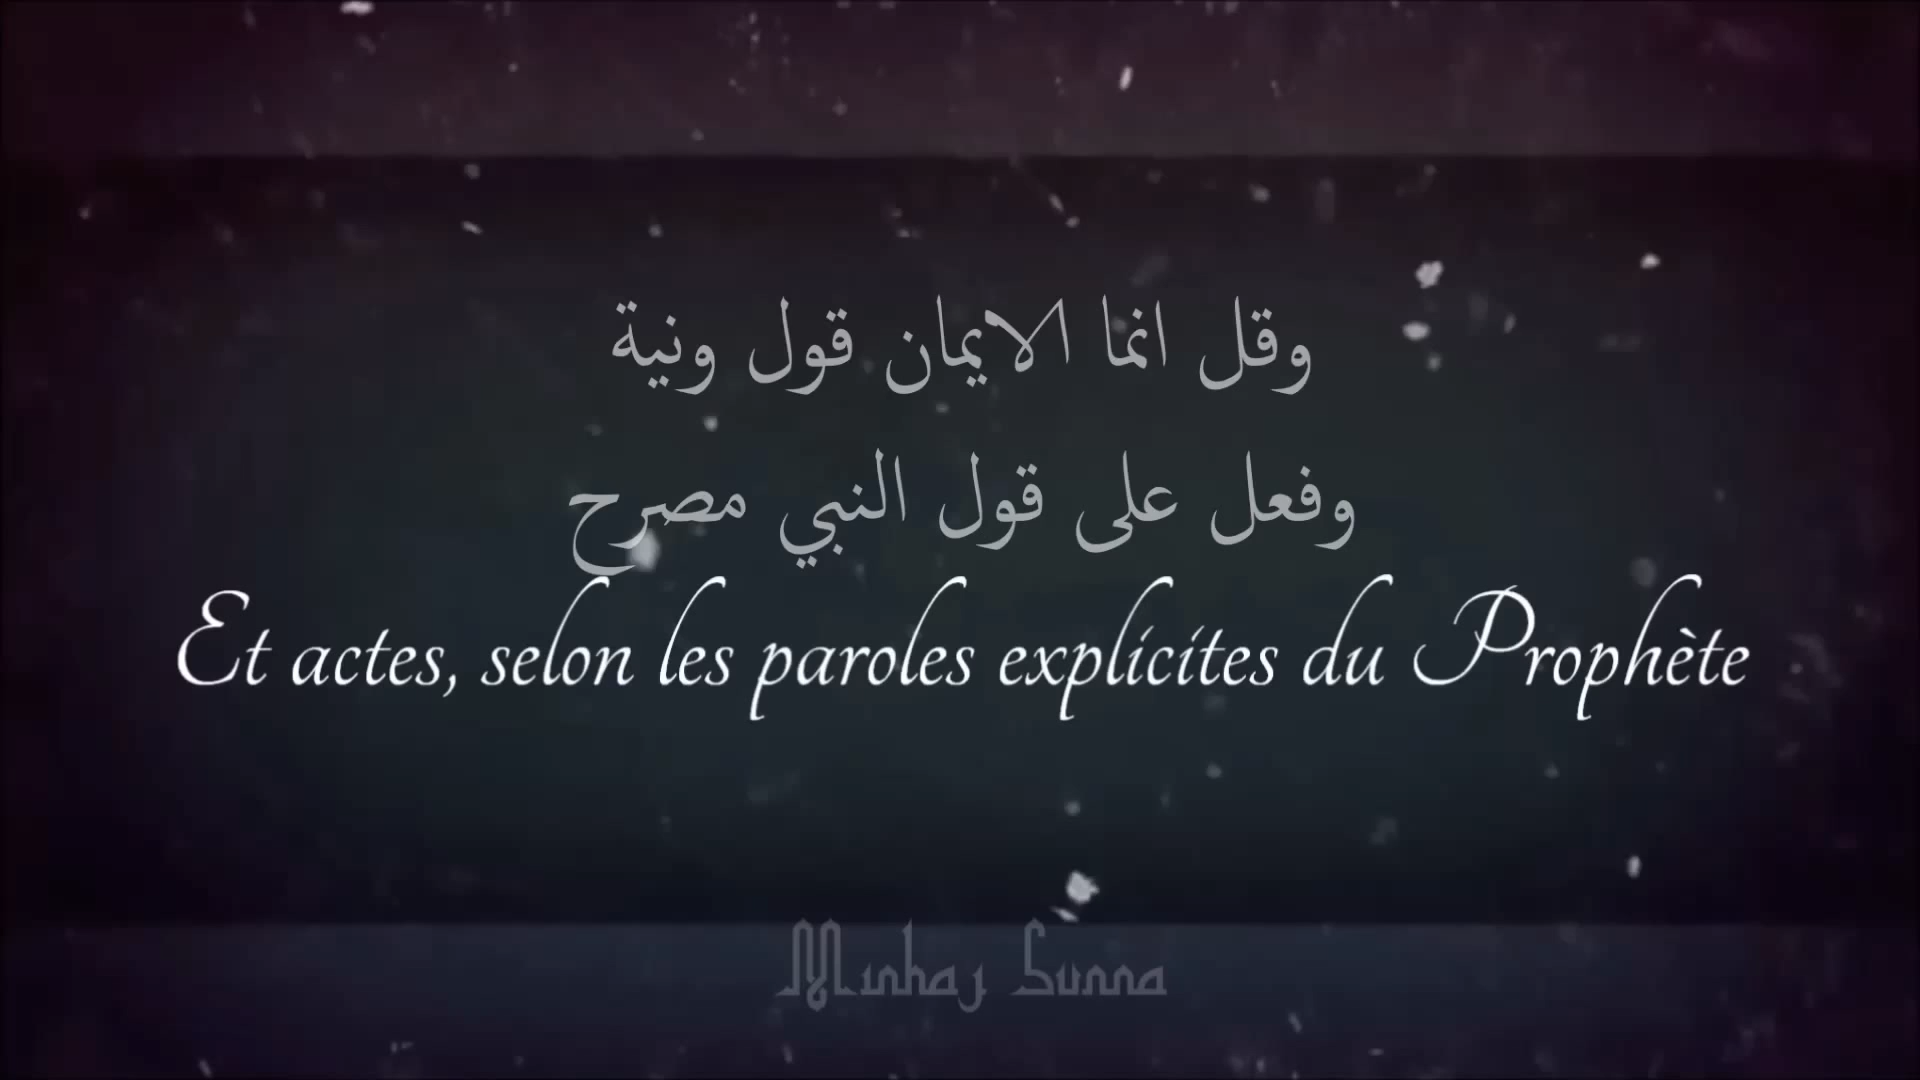 وقل انما الايمان قول ونية
وفعل على قول النبي مصرح
Et actes, selon les paroles explicites du Prophète
Minhaj Sunna